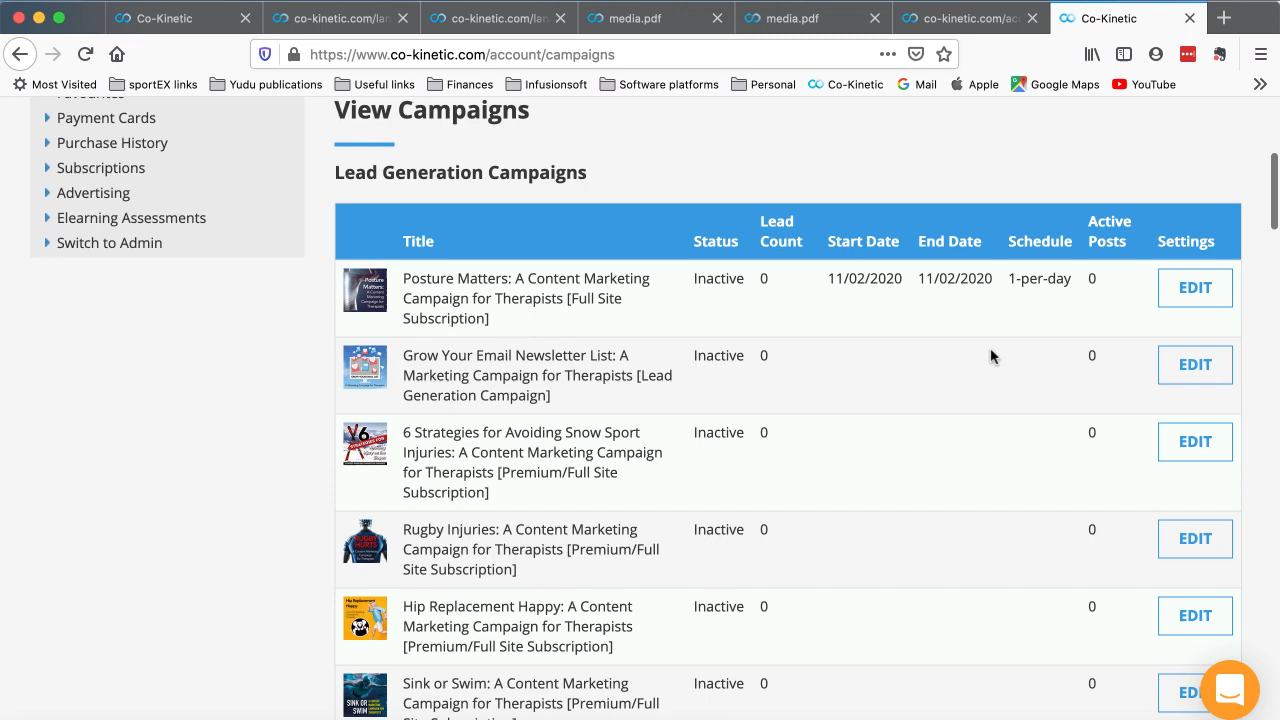 Co-Kinetic
co-kinetic.com/lan
co-kinetic.com/lan
media.pdf
media.pdf
co-kinetic.com/acc
Co-Kinetic
https://www.co-kinetic.com/account/campaigns
Most Visited
sportEX links
Yudu publications
Useful links
Finances
Infusionsoft
Software platforms
Personal
Co-Kinetic
Mail
Apple
Google Maps
YouTube
Favourites
Payment Cards
Purchase History
Subscriptions
Advertising
Elearning Assessments
Switch to Admin
View Campaigns
Lead Generation Campaigns
Title Status Lead Count Start Date End Date Schedule Active Posts Settings
Posture Matters: A Content Marketing Inactive 0 11/02/2020 11/02/2020 1-per-day 0 EDIT
Campaign for Therapists [Full Site
Subscription]
Grow Your Email Newsletter List: A Inactive 0 0 EDIT
Marketing Campaign for Therapists [Lead
Generation Campaign]
6 Strategies for Avoiding Snow Sport Inactive 0 0 EDIT
Injuries: A Content Marketing Campaign
for Therapists [Premium/Full Site
Subscription]
Rugby Injuries: A Content Marketing Inactive 0 0 EDIT
Campaign for Therapists [Premium/Full
Site Subscription]
Hip Replacement Happy: A Content Inactive 0 0 EDIT
Marketing Campaign for Therapists
[Premium/Full Site Subscription]
Sink or Swim: A Content Marketing Inactive 0 0
Campaign for Therapists [Premium/Full